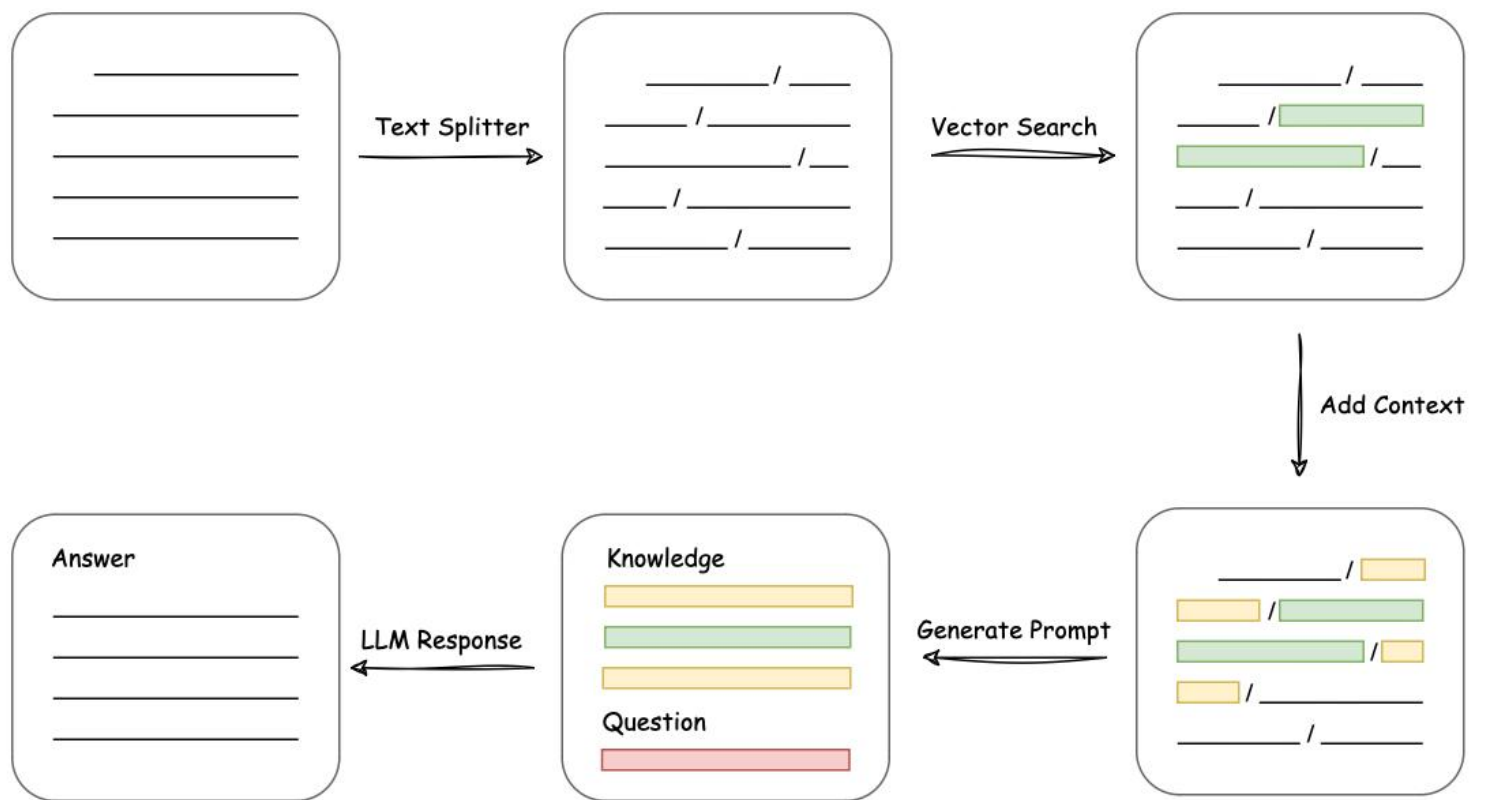 Text Splitter
Vector Search
Add Context
Generate Prompt
Knowledge
Question
LLM Response
Answer